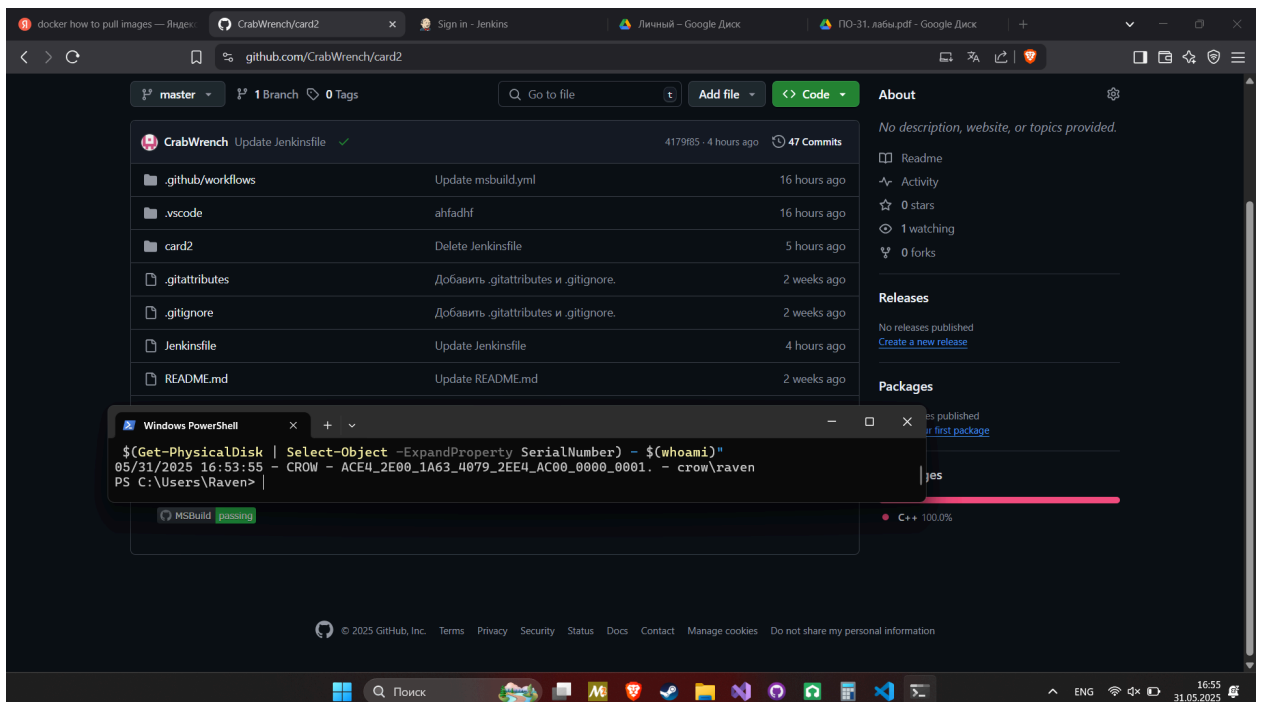 docker how to pull images — Яндекс
CrabWrench/card2
Sign in - Jenkins
Личный – Google Диск
ПО-31. лабы.pdf - Google Диск
github.com/CrabWrench/card2
master
1 Branch
0 Tags
Go to file
t
Add file
<> Code
About
No description, website, or topics provided.
CrabWrench Update Jenkinsfile
4179f85 · 4 hours ago
47 Commits
Readme
.github/workflows Update msbuild.yml 16 hours ago
Activity
.vscode ahfadhf 16 hours ago
0 stars
1 watching
card2 Delete Jenkinsfile 5 hours ago
0 forks
.gitattributes Добавить .gitattributes и .gitignore. 2 weeks ago
Releases
.gitignore Добавить .gitattributes и .gitignore. 2 weeks ago
No releases published
Create a new release
Jenkinsfile Update Jenkinsfile 4 hours ago
README.md Update README.md 2 weeks ago
Packages
es published
r first package
Windows PowerShell
$(Get-PhysicalDisk | Select-Object -ExpandProperty SerialNumber) - $(whoami)"
05/31/2025 16:53:55 - CROW - ACE4_2E00_1A63_4079_2EE4_AC00_0000_0001. - crow\raven
PS C:\Users\Raven>
ges
MSBuild passing
C++ 100.0%
© 2025 GitHub, Inc. Terms Privacy Security Status Docs Contact Manage cookies Do not share my personal information
Поиск
ENG
16:55
31.05.2025